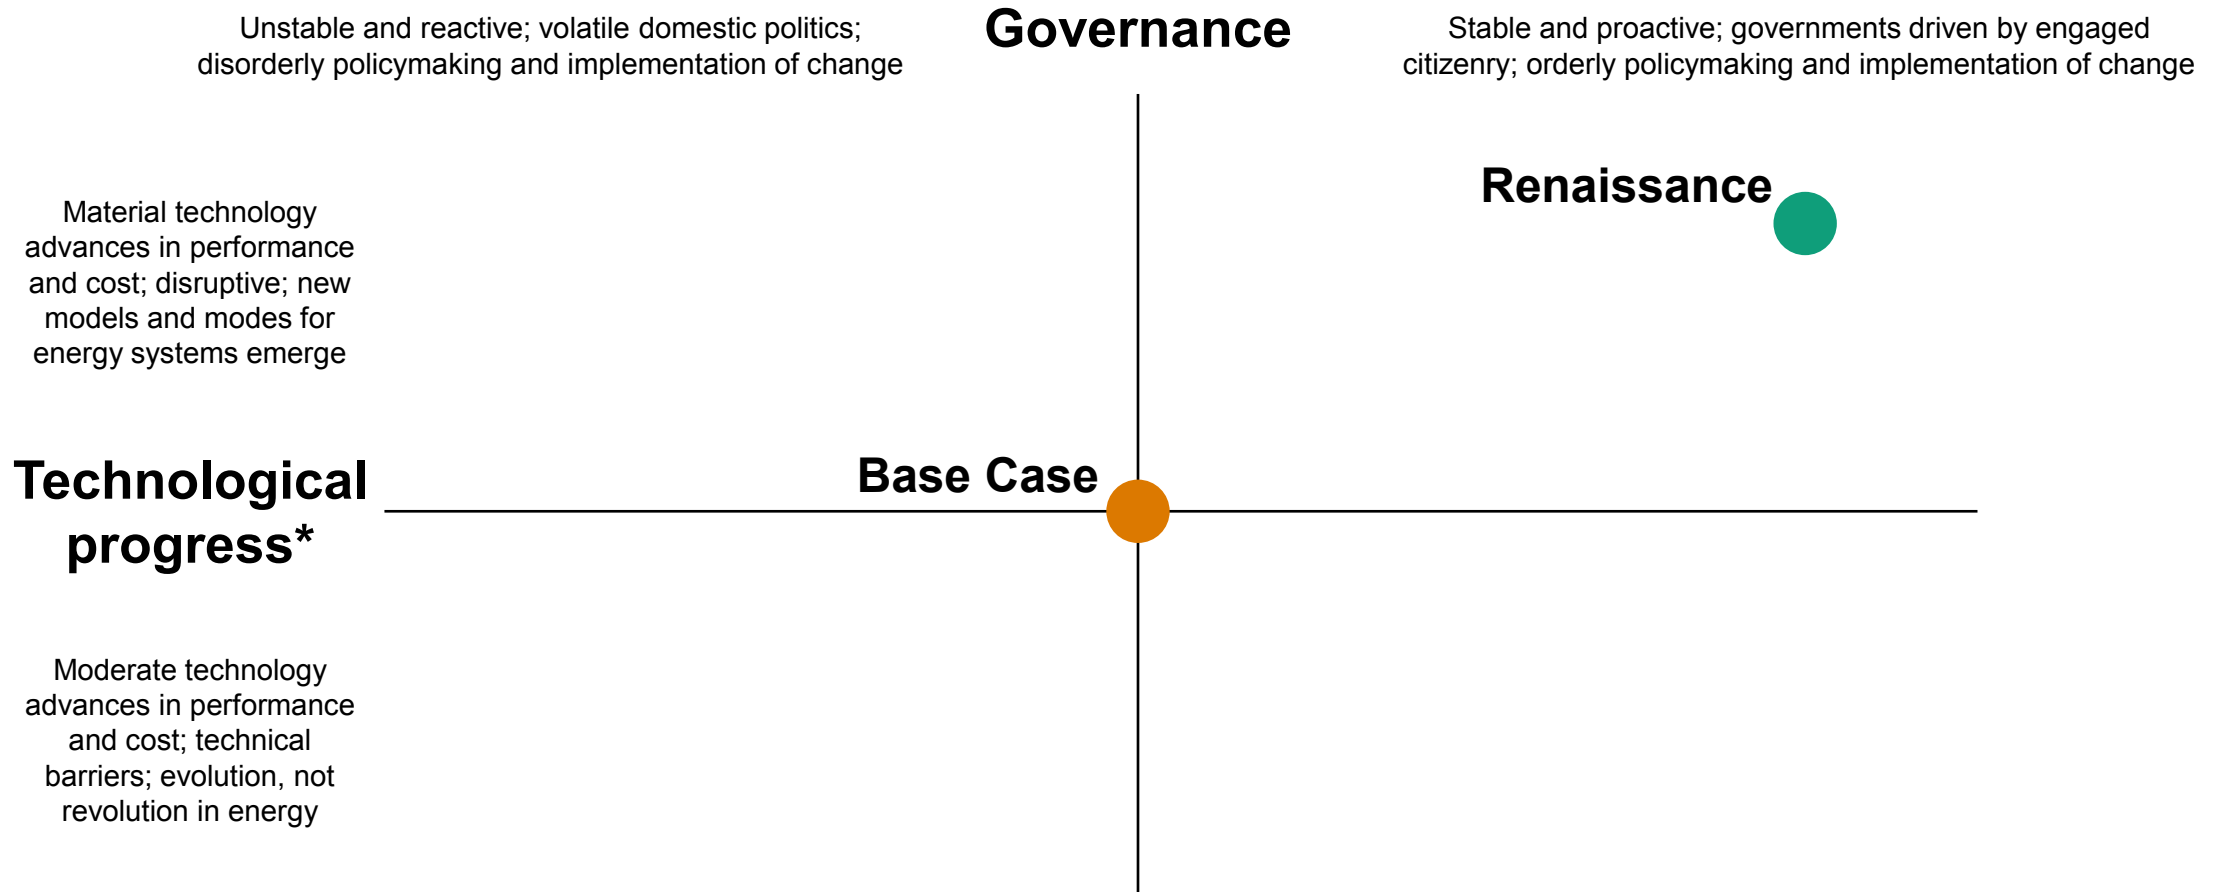 Unstable and reactive; volatile domestic politics;
disorderly policymaking and implementation of change
Governance
Stable and proactive; governments driven by engaged
citizenry; orderly policymaking and implementation of change
Renaissance
Material technology
advances in performance
and cost; disruptive; new
models and modes for
energy systems emerge
Base Case
Technological
progress*
Moderate technology
advances in performance
and cost; technical
barriers; evolution, not
revolution in energy